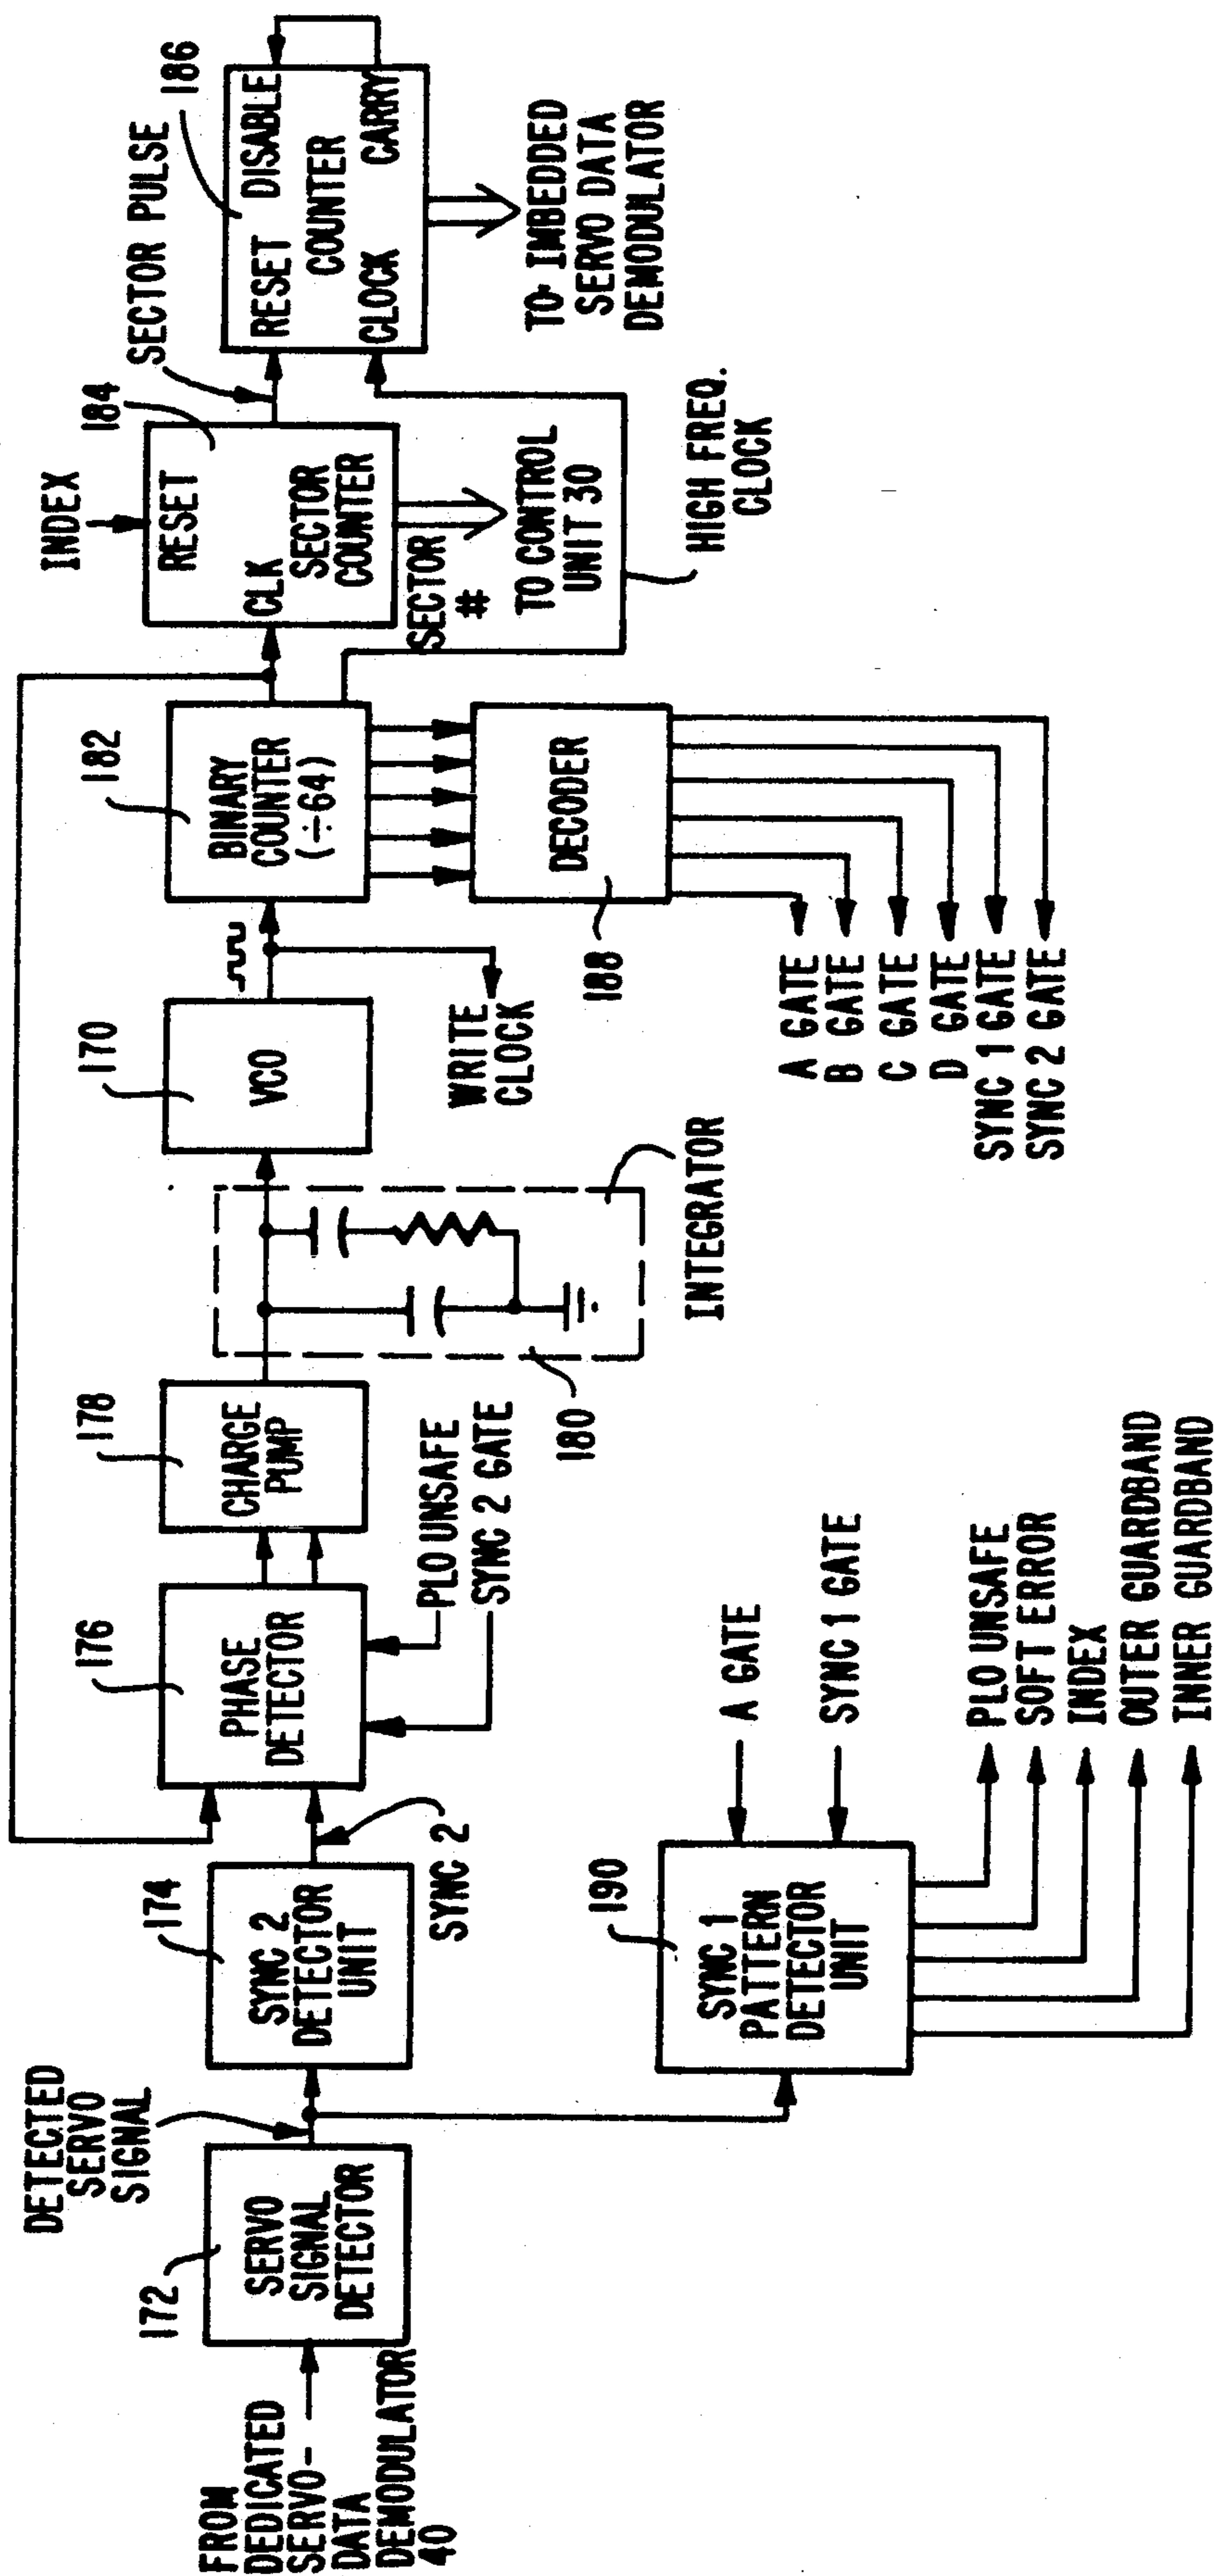 FROM
DEDICATED
SERVO-
DATA
DEMODULATOR
40
172
SERVO
SIGNAL
DETECTOR
DETECTED
SERVO
SIGNAL
174
SYNC 2
DETECTOR
UNIT
SYNC 2
176
PHASE
DETECTOR
PLO UNSAFE
SYNC 2 GATE
178
CHARGE
PUMP
180
INTEGRATOR
170
VCO
WRITE
CLOCK
182
BINARY
COUNTER
(÷64)
188
DECODER
A GATE
B GATE
C GATE
D GATE
SYNC 1 GATE
SYNC 2 GATE
INDEX
184
RESET
CLK
SECTOR
COUNTER
SECTOR
#
TO CONTROL
UNIT 30
HIGH FREQ.
CLOCK
SECTOR PULSE
186
RESET DISABLE
COUNTER
CLOCK CARRY
TO IMBEDDED
SERVO DATA
DEMODULATOR
190
SYNC 1
PATTERN
DETECTOR
UNIT
A GATE
SYNC 1 GATE
PLO UNSAFE
SOFT ERROR
INDEX
OUTER GUARDBAND
INNER GUARDBAND